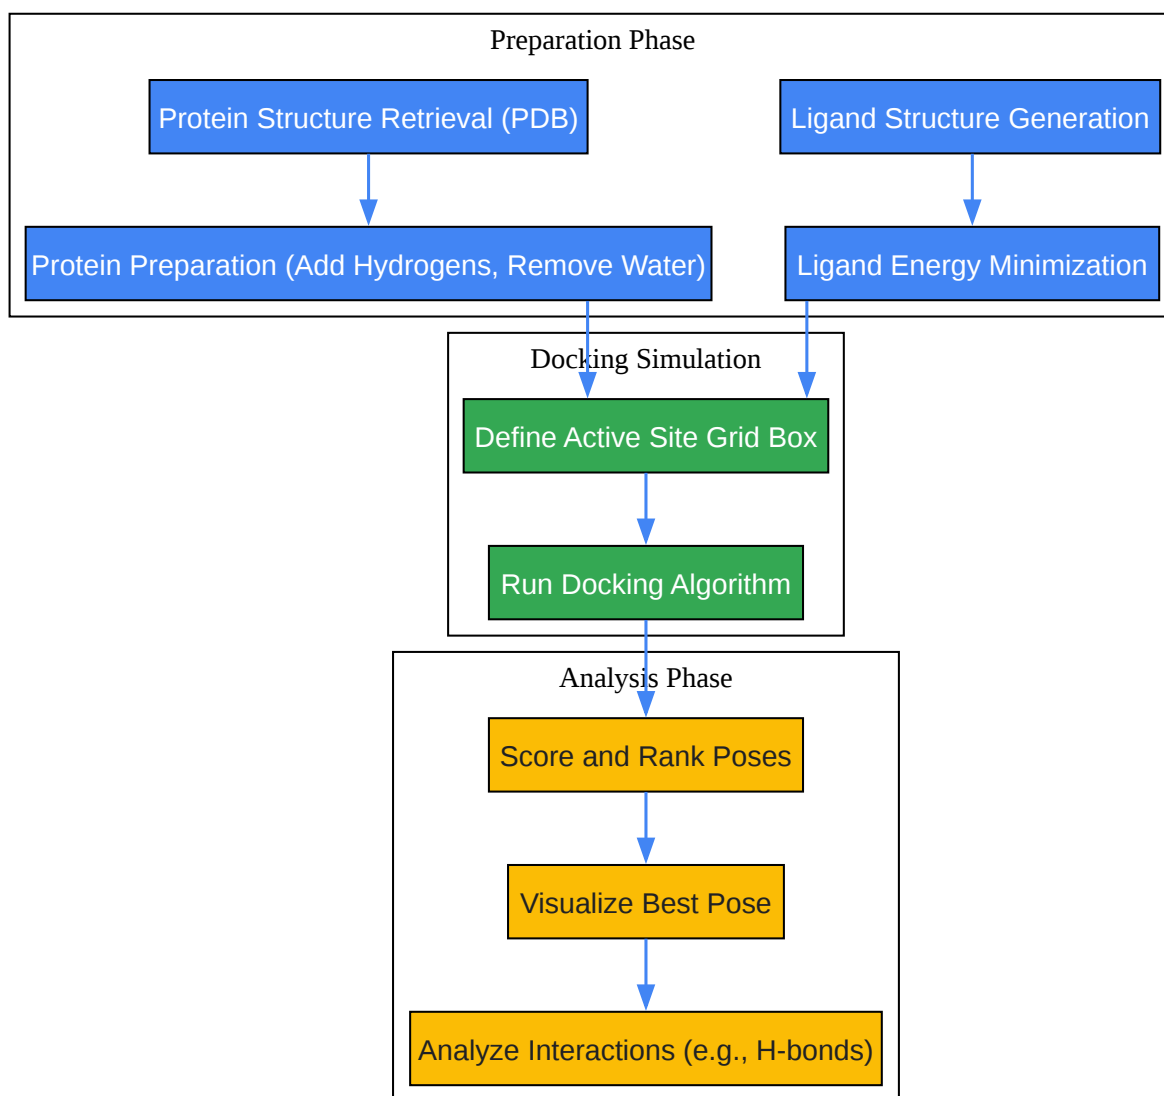 Preparation Phase
Protein Structure Retrieval (PDB)
Ligand Structure Generation
Protein Preparation (Add Hydrogens, Remove Water)
Ligand Energy Minimization
Docking Simulation
Define Active Site Grid Box
Run Docking Algorithm
Analysis Phase
Score and Rank Poses
Visualize Best Pose
Analyze Interactions (e.g., H-bonds)